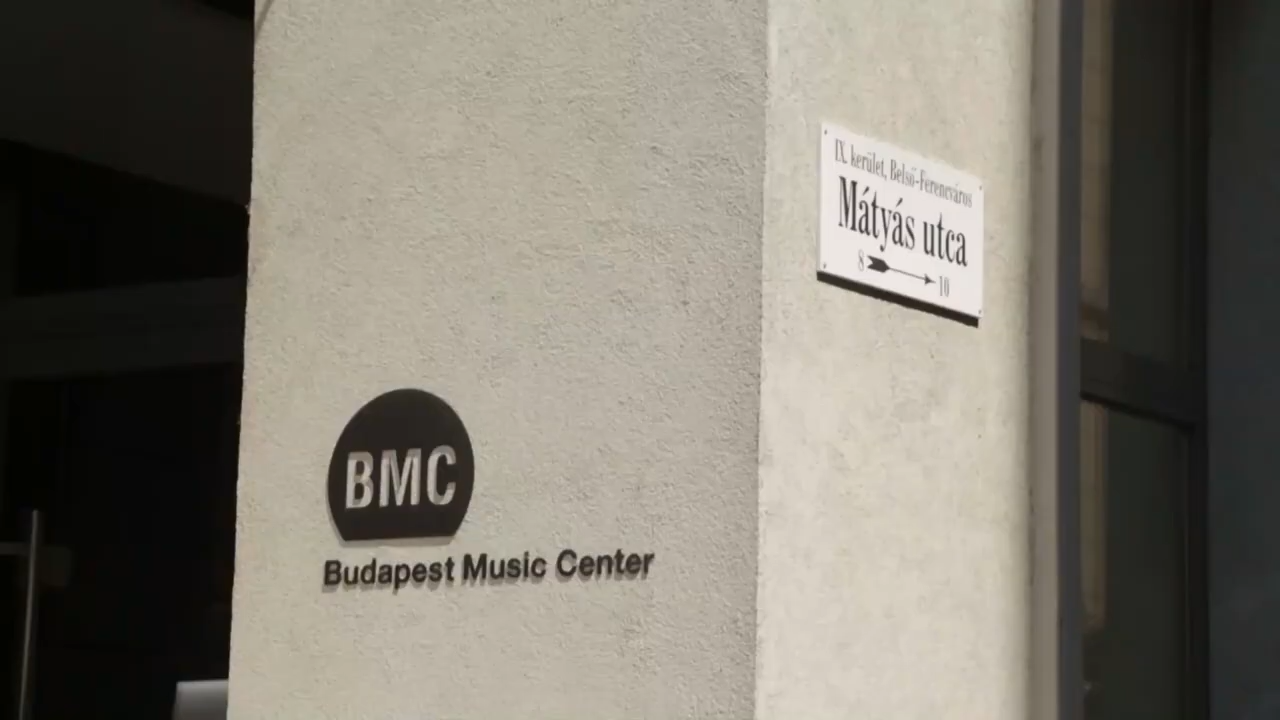 IX. kerület, Belső-Ferencváros
Mátyás utca
8 10
BMC
Budapest Music Center